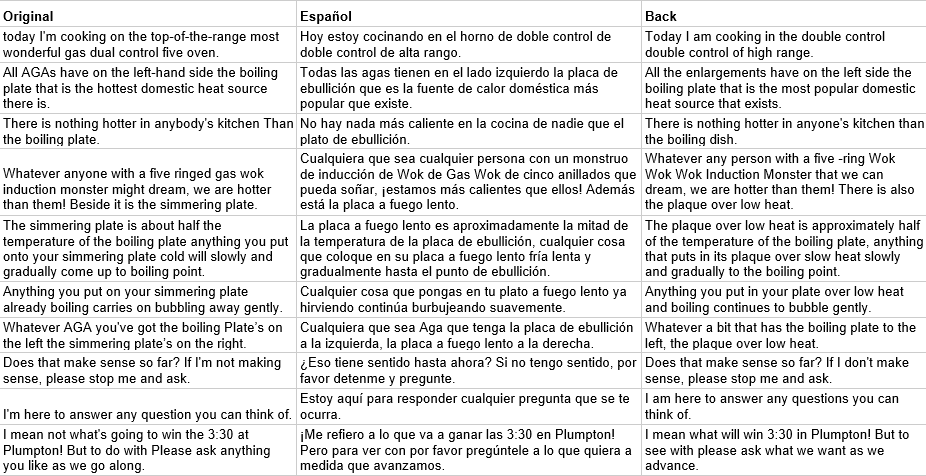 Original Español Back
today I'm cooking on the top-of-the-range most
wonderful gas dual control five oven.
Hoy estoy cocinando en el horno de doble control de
doble control de alta rango.
Today I am cooking in the double control
double control of high range.
All AGAs have on the left-hand side the boiling
plate that is the hottest domestic heat source
there is.
Todas las agas tienen en el lado izquierdo la placa de
ebullición que es la fuente de calor doméstica más
popular que existe.
All the enlargements have on the left side the
boiling plate that is the most popular domestic
heat source that exists.
There is nothing hotter in anybody's kitchen Than
the boiling plate.
No hay nada más caliente en la cocina de nadie que el
plato de ebullición.
There is nothing hotter in anyone's kitchen than
the boiling dish.
Whatever anyone with a five ringed gas wok
induction monster might dream, we are hotter
than them! Beside it is the simmering plate.
Cualquiera que sea cualquier persona con un monstruo
de inducción de Wok de Gas Wok de cinco anillados que
pueda soñar, ¡estamos más calientes que ellos! Además
está la placa a fuego lento.
Whatever any person with a five -ring Wok
Wok Wok Induction Monster that we can
dream, we are hotter than them! There is also
the plaque over low heat.
The simmering plate is about half the
temperature of the boiling plate anything you put
onto your simmering plate cold will slowly and
gradually come up to boiling point.
La placa a fuego lento es aproximadamente la mitad de
la temperatura de la placa de ebullición, cualquier cosa
que coloque en su placa a fuego lento fría lenta y
gradualmente hasta el punto de ebullición.
The plaque over low heat is approximately half
of the temperature of the boiling plate, anything
that puts in its plaque over slow heat slowly
and gradually to the boiling point.
Anything you put on your simmering plate
already boiling carries on bubbling away gently.
Cualquier cosa que pongas en tu plato a fuego lento ya
hirviendo continúa burbujeando suavemente.
Anything you put in your plate over low heat
and boiling continues to bubble gently.
Whatever AGA you've got the boiling Plate's on
the left the simmering plate's on the right.
Cualquiera que sea Aga que tenga la placa de ebullición
a la izquierda, la placa a fuego lento a la derecha.
Whatever a bit that has the boiling plate to the
left, the plaque over low heat.
Does that make sense so far? If I'm not making
sense, please stop me and ask.
¿Eso tiene sentido hasta ahora? Si no tengo sentido, por
favor detenme y pregunte.
Does that make sense so far? If I don't make
sense, please stop me and ask.
I'm here to answer any question you can think of.
Estoy aquí para responder cualquier pregunta que se te
ocurra.
I am here to answer any questions you can
think of.
I mean not what's going to win the 3:30 at
Plumpton! But to do with Please ask anything
you like as we go along.
¡Me refiero a lo que va a ganar las 3:30 en Plumpton!
Pero para ver con por favor pregúntele a lo que quiera a
medida que avanzamos.
I mean what will win 3:30 in Plumpton! But to
see with please ask what we want as we
advance.